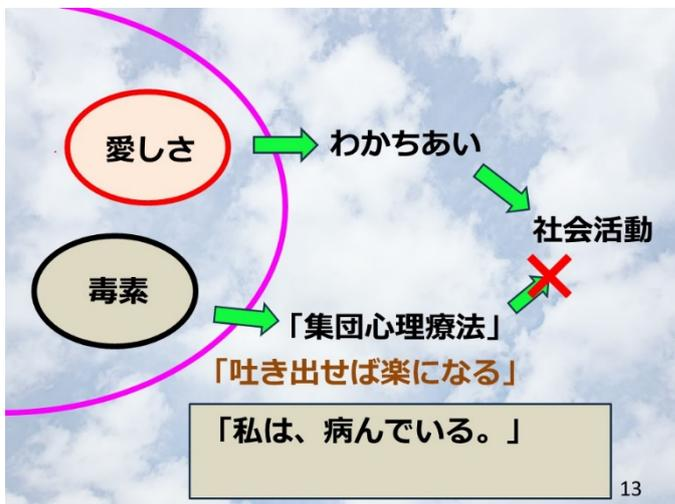 愛しさ
わかちあい
社会活動
毒素
「集団心理療法」
「吐き出せば楽になる」
「私は、病んでいる。」
13